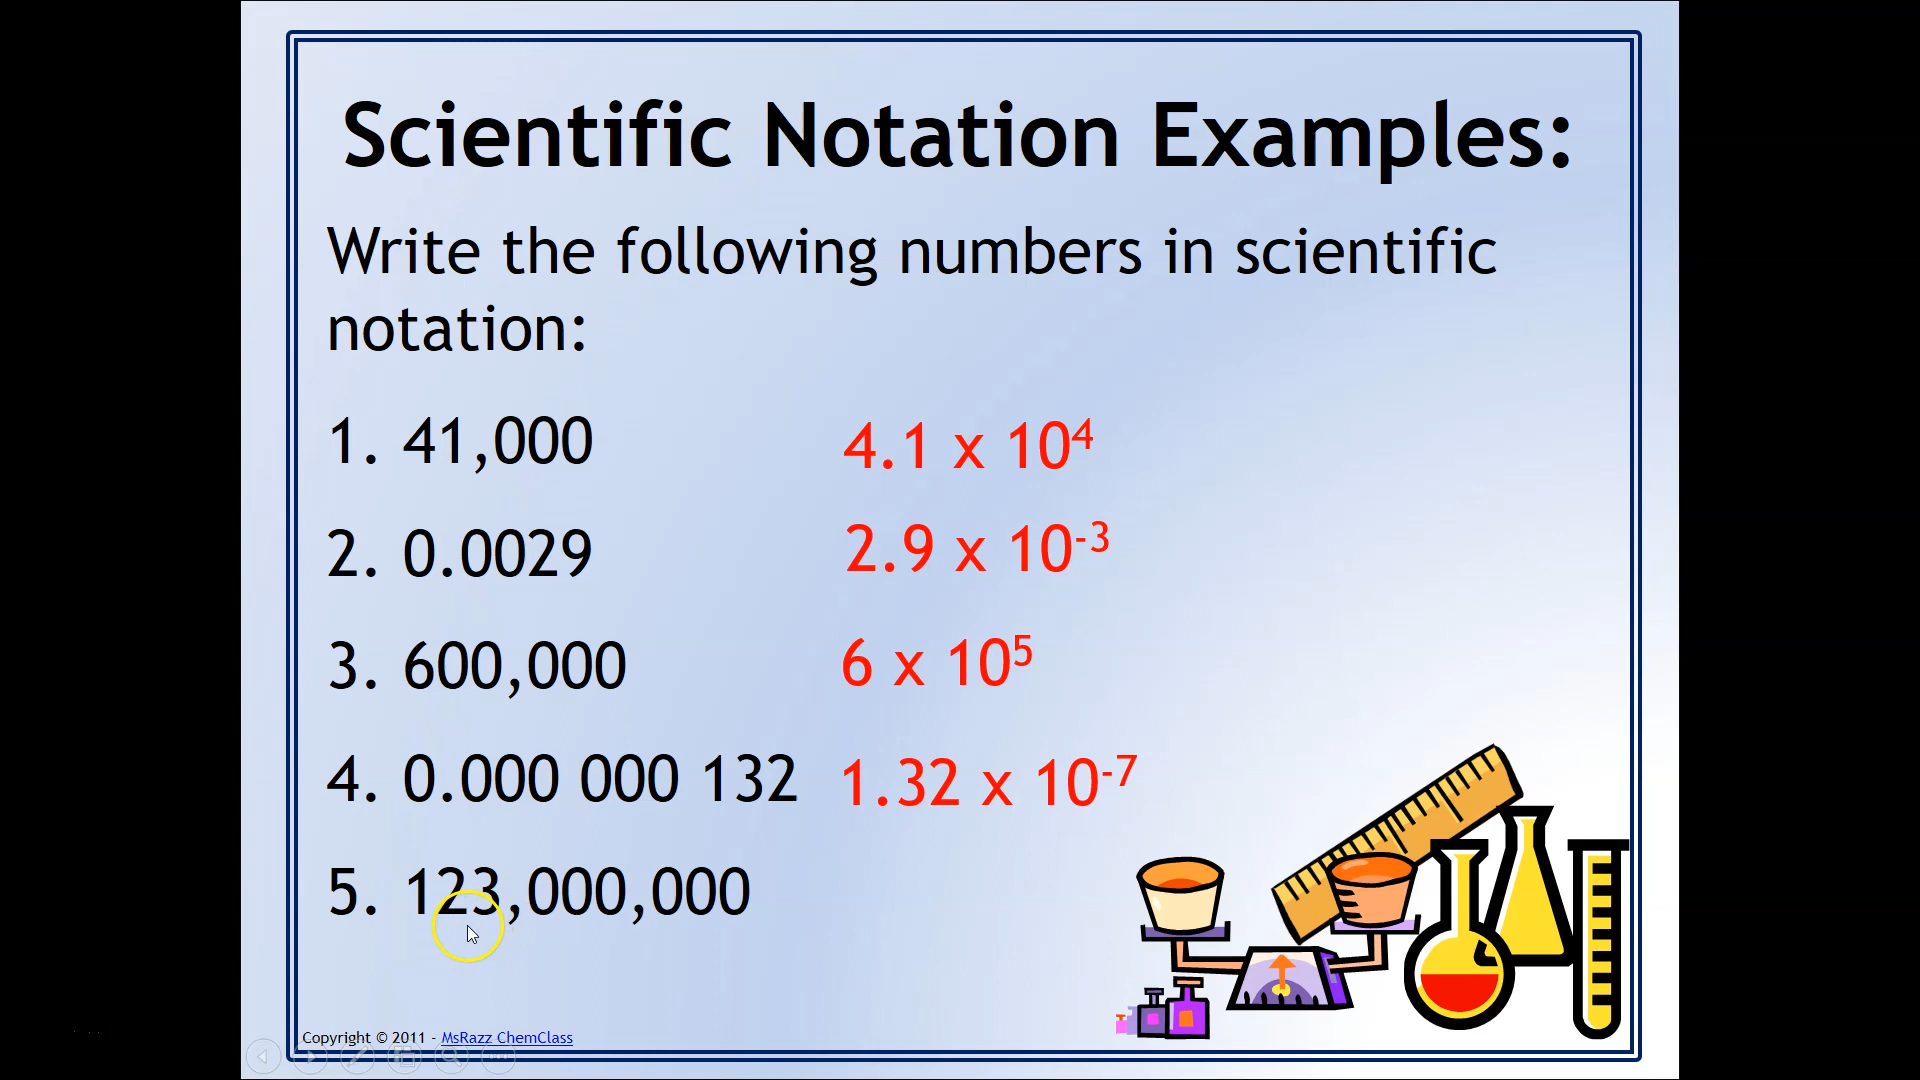 Scientific Notation Examples:
Write the following numbers in scientific
notation:
1. 41,000 4.1 x 10⁴
2. 0.0029 2.9 x 10⁻³
3. 600,000 6 x 10⁵
4. 0.000 000 132 1.32 x 10⁻⁷
5. 123,000,000
Copyright © 2011 - MsRazz ChemClass